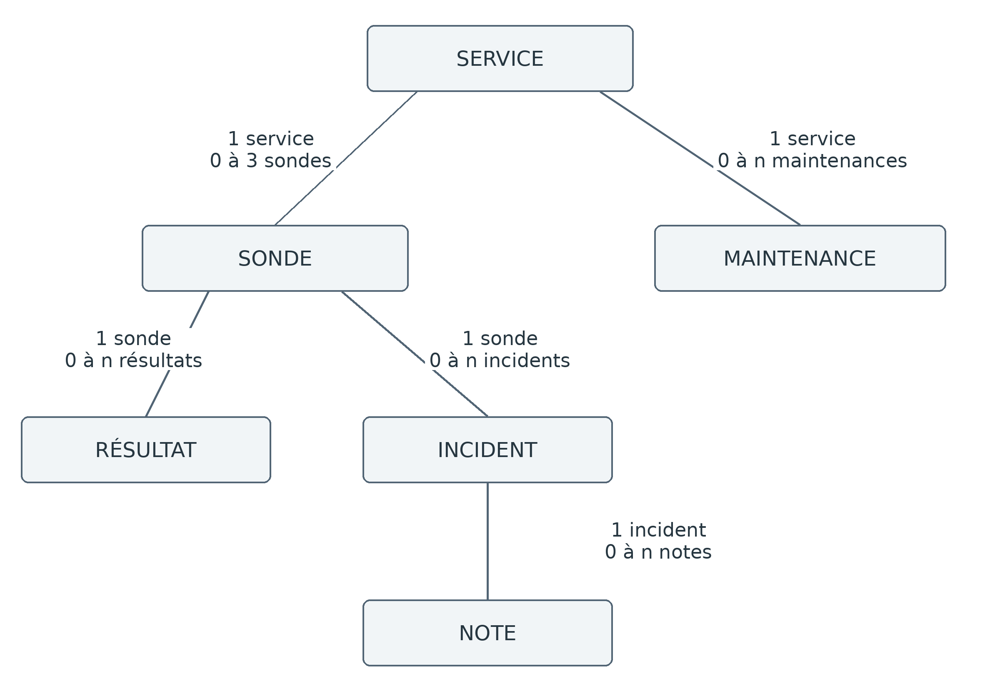 SERVICE
1 service
0 à 3 sondes
1 service
0 à n maintenances
SONDE
MAINTENANCE
1 sonde
0 à n résultats
1 sonde
0 à n incidents
RÉSULTAT
INCIDENT
1 incident
0 à n notes
NOTE